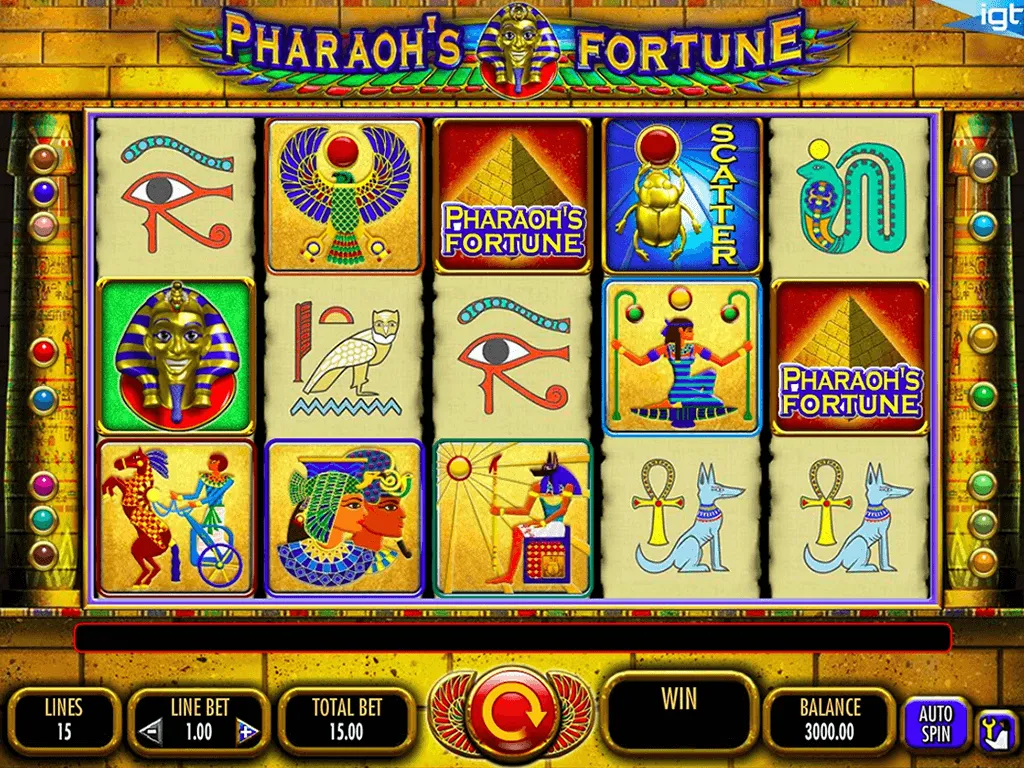 PHARAOH'S FORTUNE
igt
PHARAOH'S
FORTUNE
SCATTER
PHARAOH'S
FORTUNE
LINES
15
LINE BET
1.00
TOTAL BET
15.00
WIN
BALANCE
3000.00
AUTO
SPIN